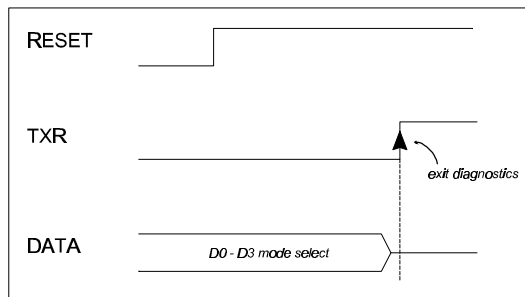 RESET
TXR
exit diagnostics
DATA
D0 - D3 mode select